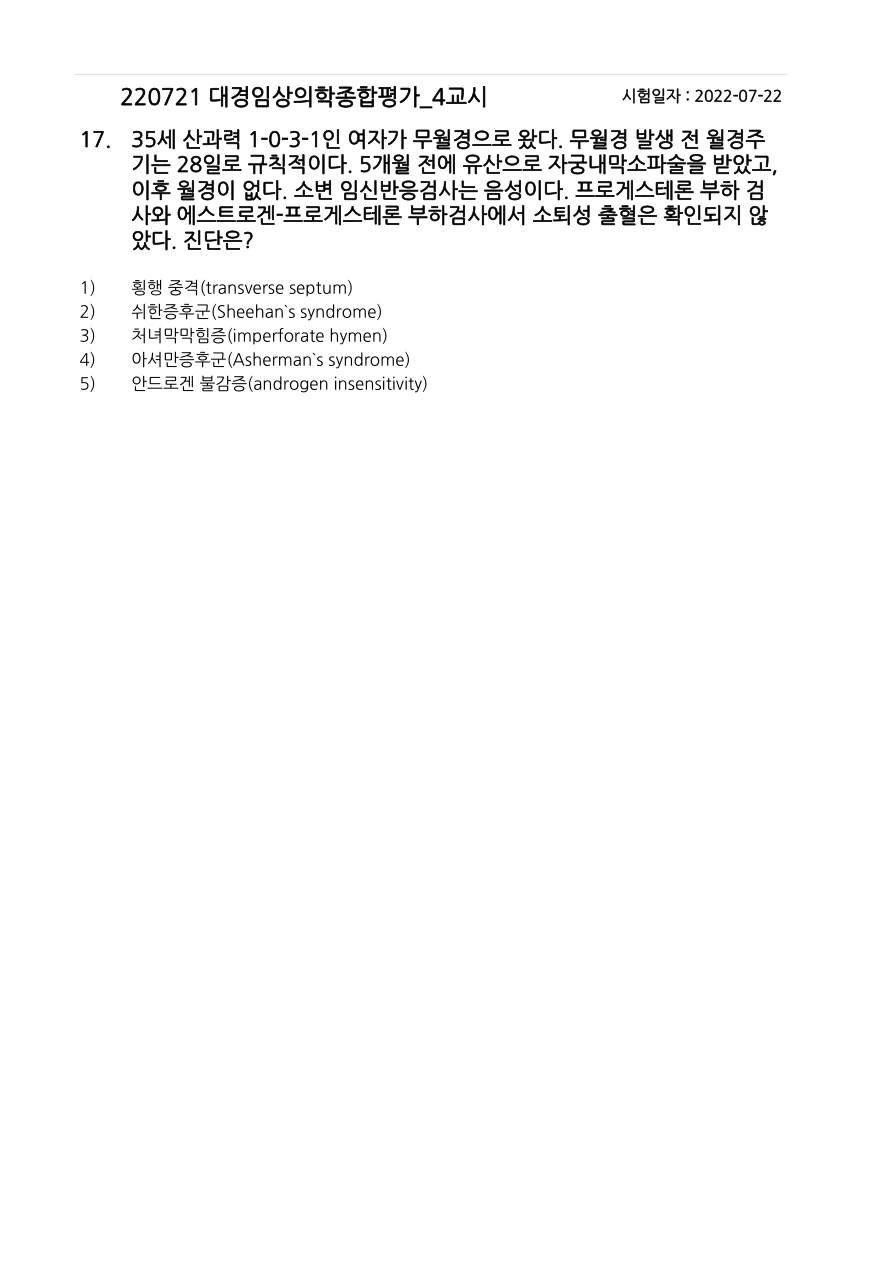 220721 대경임상의학종합평가_4교시 시험일자 : 2022-07-22
17. 35세 산과력 1-0-3-1인 여자가 무월경으로 왔다. 무월경 발생 전 월경주
기는 28일로 규칙적이다. 5개월 전에 유산으로 자궁내막소파술을 받았고,
이후 월경이 없다. 소변 임신반응검사는 음성이다. 프로게스테론 부하 검
사와 에스트로겐-프로게스테론 부하검사에서 소퇴성 출혈은 확인되지 않
았다. 진단은?
1) 횡행 중격(transverse septum)
2) 쉬한증후군(Sheehan`s syndrome)
3) 처녀막막힘증(imperforate hymen)
4) 아셔만증후군(Asherman`s syndrome)
5) 안드로겐 불감증(androgen insensitivity)